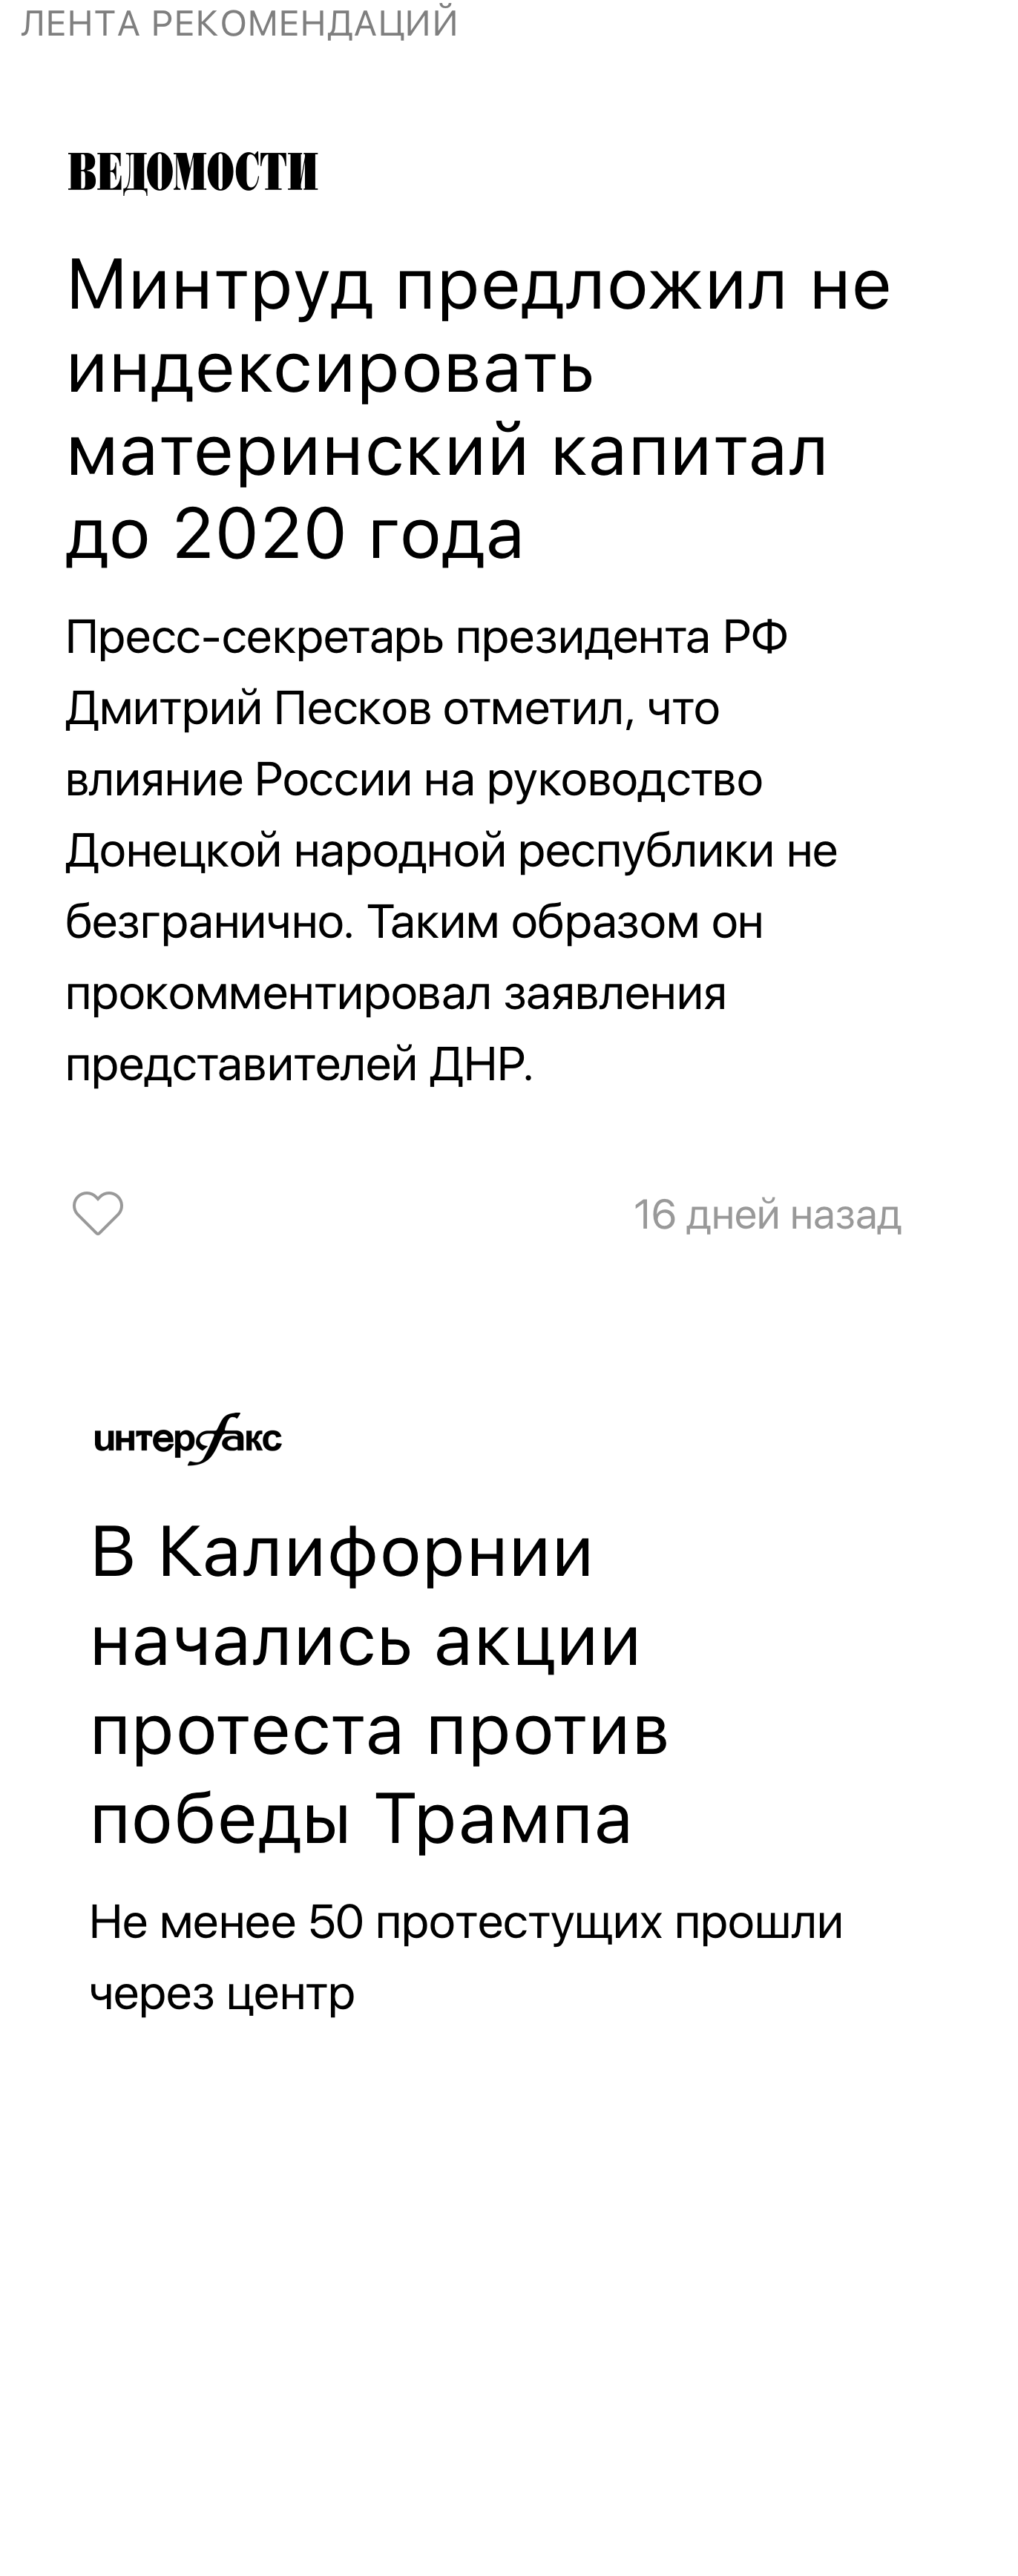 ЛЕНТА РЕКОМЕНДАЦИЙ
ВЕДОМОСТИ
Минтруд предложил не
индексировать
материнский капитал
до 2020 года
Пресс-секретарь президента РФ
Дмитрий Песков отметил, что
влияние России на руководство
Донецкой народной республики не
безгранично. Таким образом он
прокомментировал заявления
представителей ДНР.
16 дней назад
интерfакс
В Калифорнии
начались акции
протеста против
победы Трампа
Не менее 50 протестущих прошли
через центр